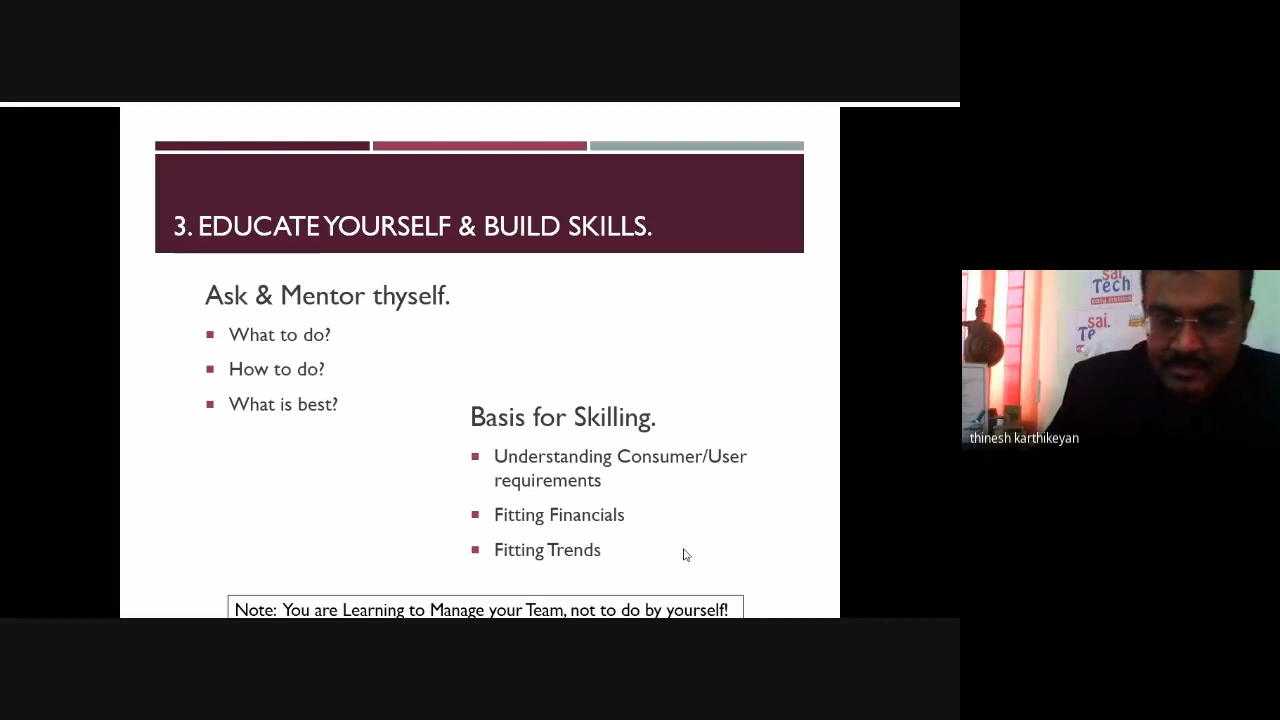 3. EDUCATE YOURSELF & BUILD SKILLS.
Ask & Mentor thyself.
What to do?
How to do?
What is best?
Basis for Skilling.
Understanding Consumer/User
requirements
Fitting Financials
Fitting Trends
Note: You are Learning to Manage your Team, not to do by yourself!
sai
Tech
sai.
thinesh karthikeyan